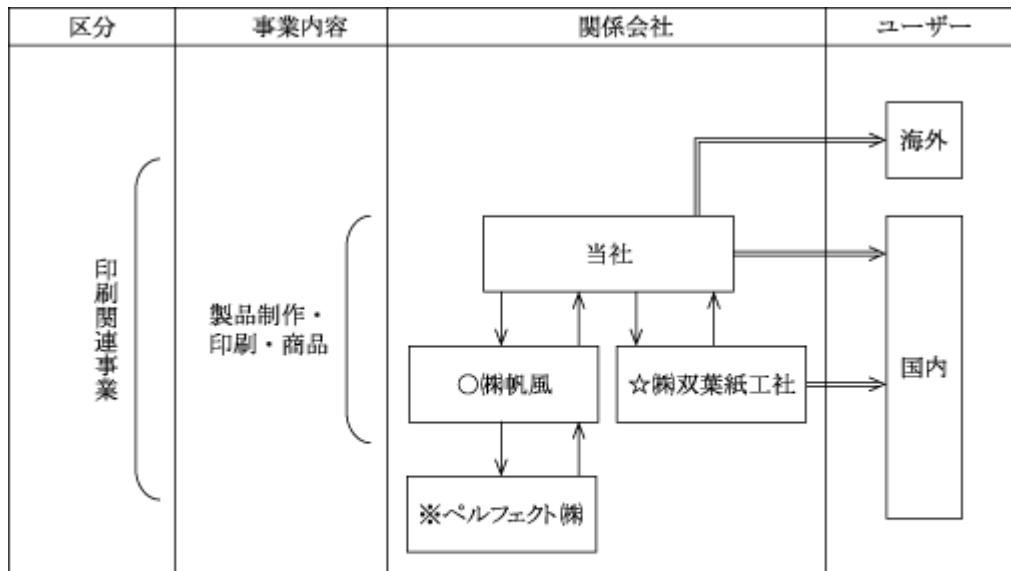 区分
事業内容
関係会社
ユーザー
海外
当社
印刷関連事業
製品制作・
印刷・商品
国内
○㈱帆風
☆㈱双葉紙工社
※ペルフェクト㈱